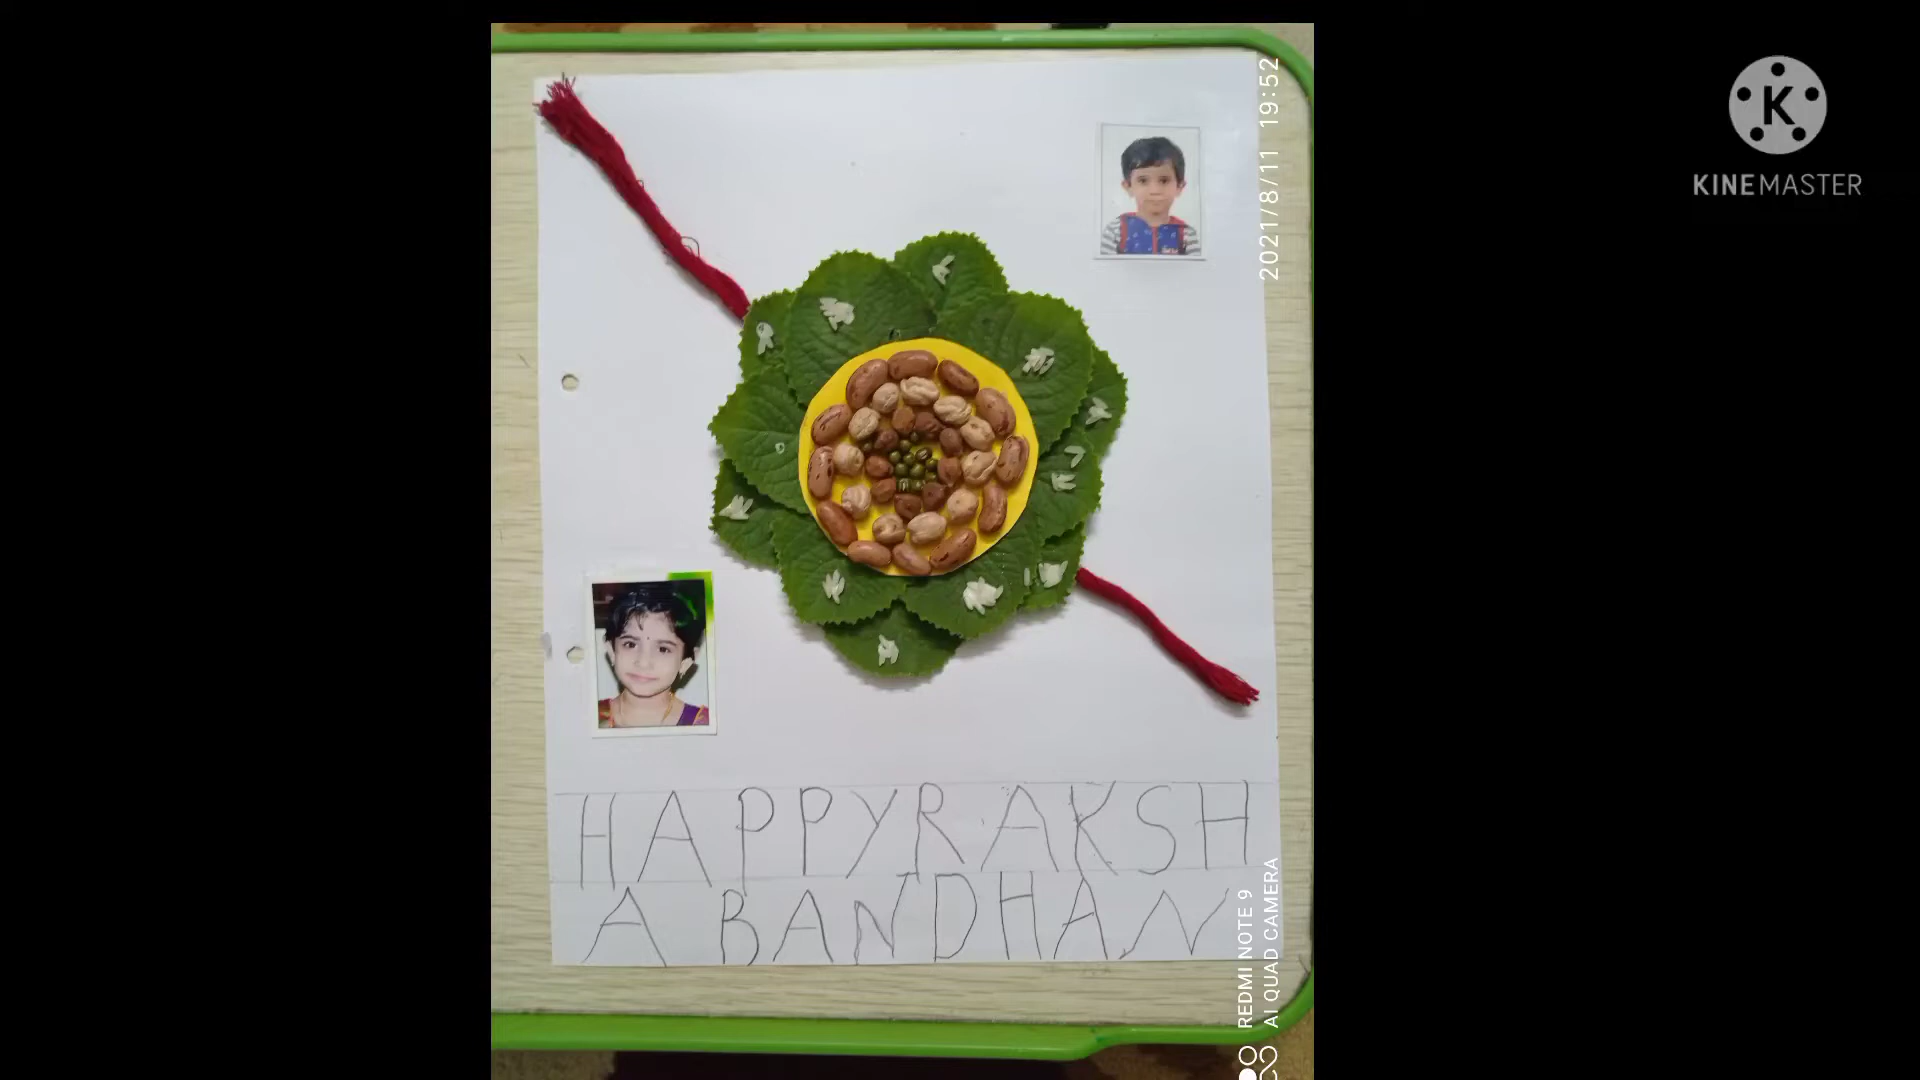 HAPPYRAKSH
A BANDHAN
2021/8/11 19:52
REDMI NOTE 9
AI QUAD CAMERA
K
KINEMASTER